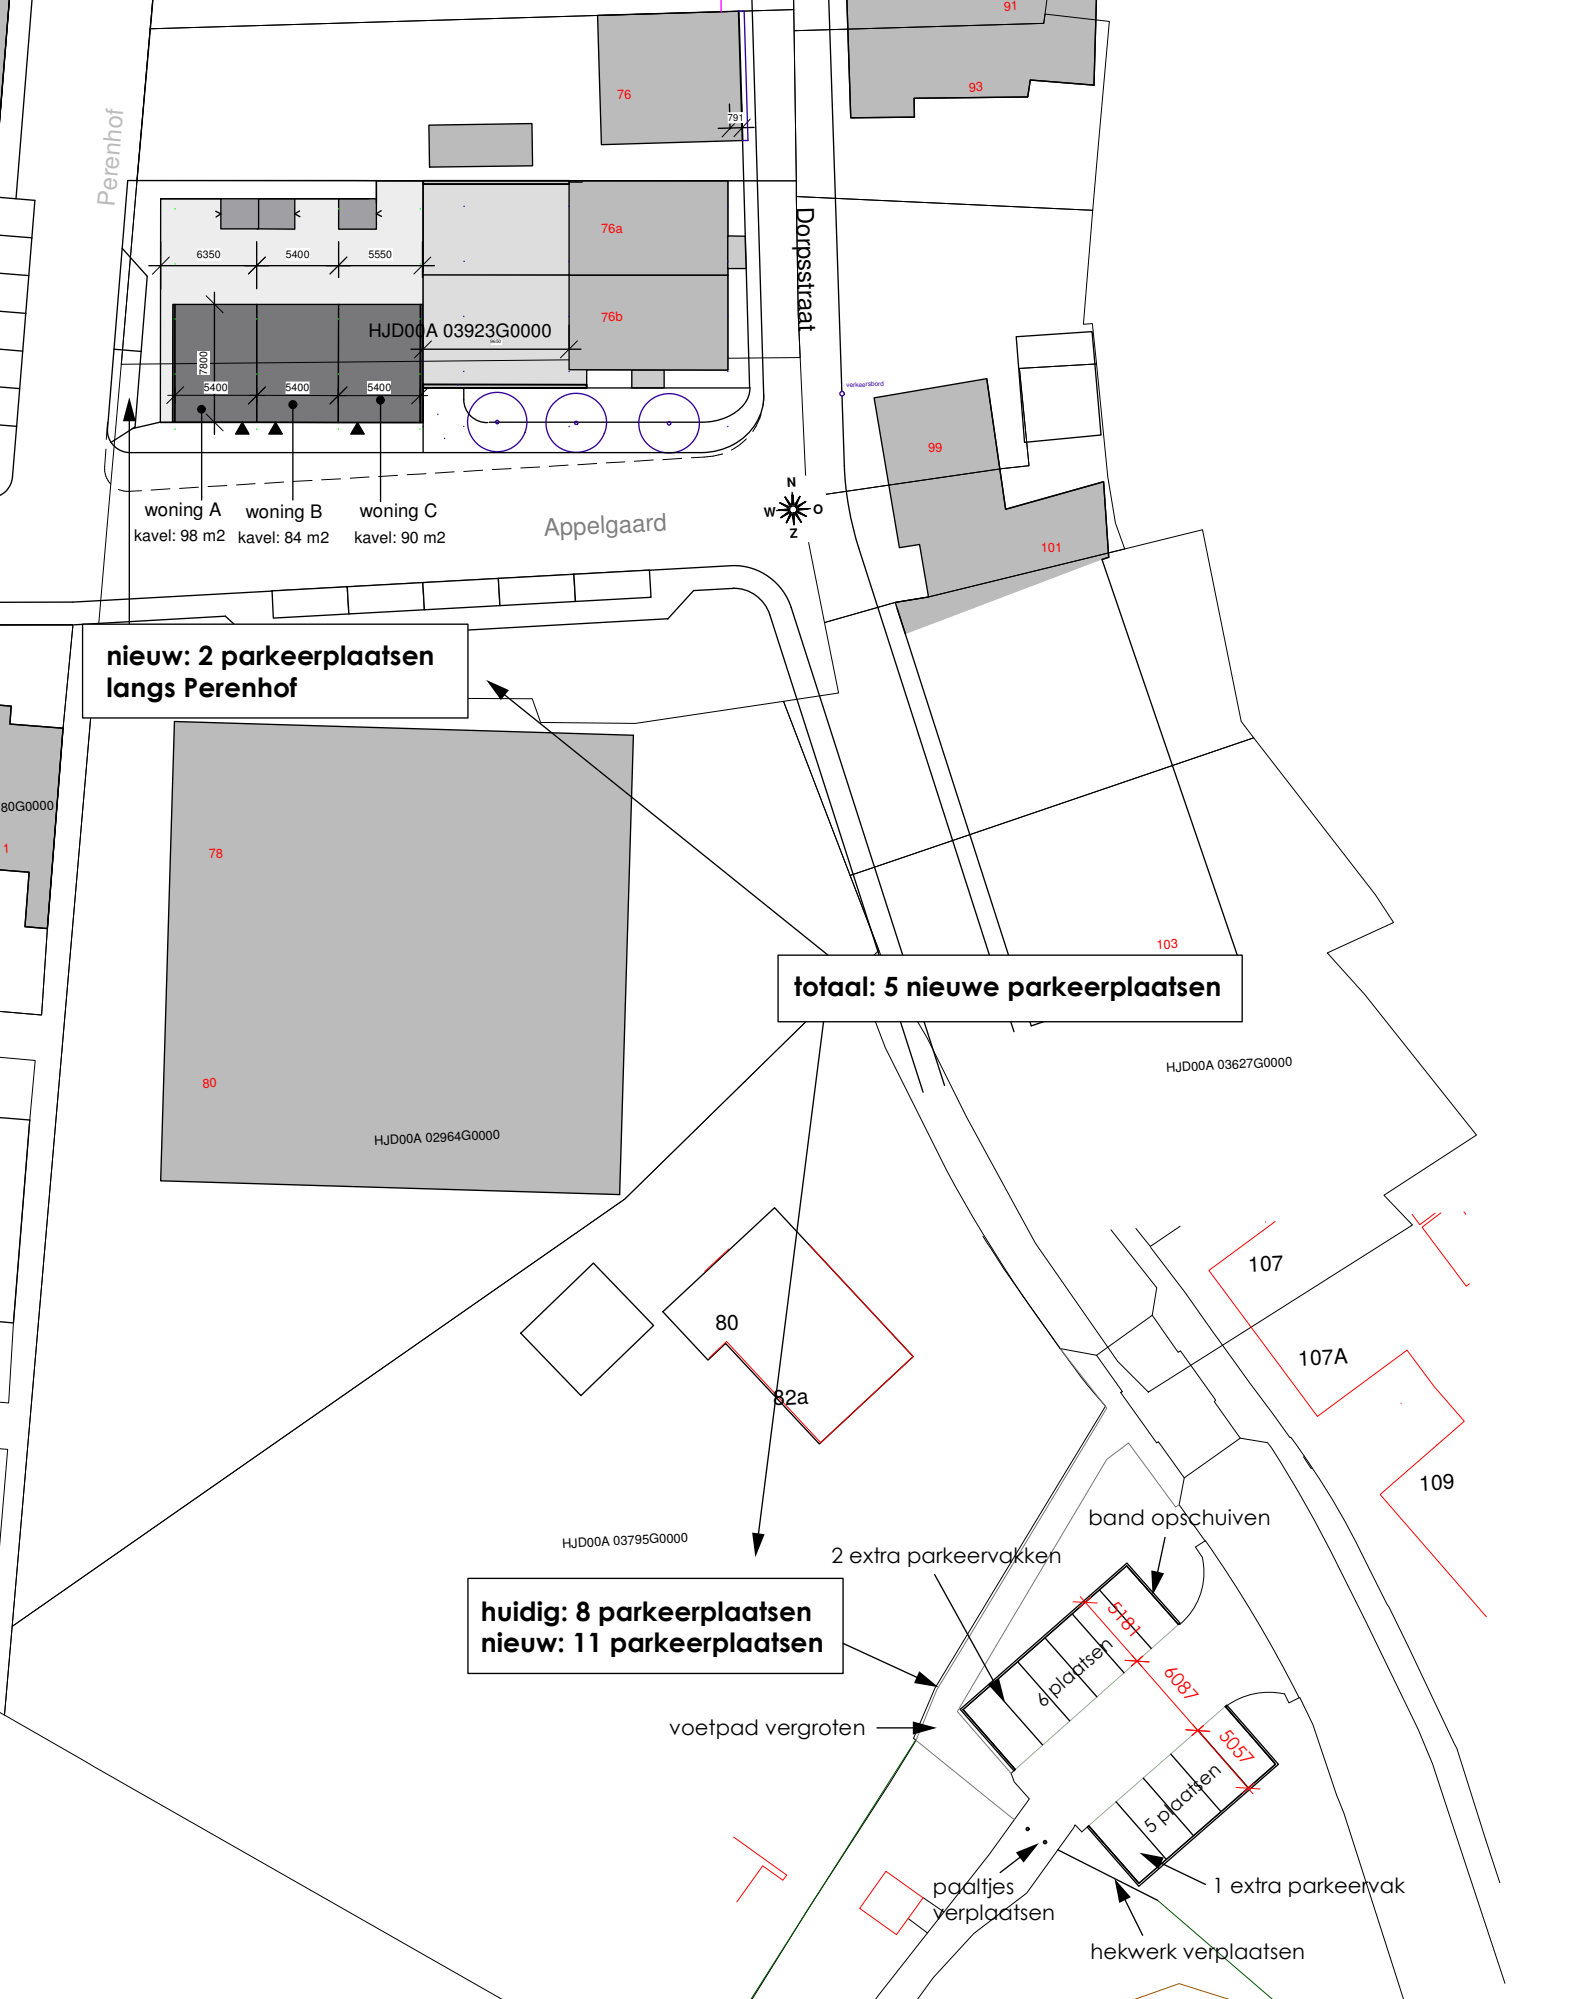 91
93
76
791
Perenhof
76a
Dorpsstraat
6350
5400
5550
76b
HJD00A 03923G0000
7800
5400
5400
5400
verkeersbord
99
N
W
O
Z
woning A
kavel: 98 m2
woning B
kavel: 84 m2
woning C
kavel: 90 m2
Appelgaard
101
nieuw: 2 parkeerplaatsen
langs Perenhof
80G0000
1
78
103
totaal: 5 nieuwe parkeerplaatsen
HJD00A 03627G0000
80
HJD00A 02964G0000
107
80
107A
82a
109
band opschuiven
HJD00A 03795G0000
2 extra parkeervakken
huidig: 8 parkeerplaatsen
nieuw: 11 parkeerplaatsen
5181
6 plaatsen
6087
voetpad vergroten
5057
5 plaatsen
paaltjes
verplaatsen
1 extra parkeervak
hekwerk verplaatsen